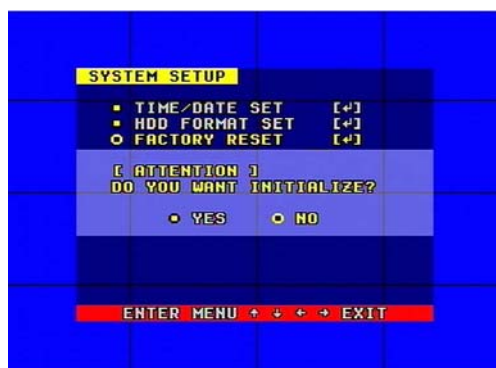 SYSTEM SETUP
TIME/DATE SET [↵]
HDD FORMAT SET [↵]
FACTORY RESET [↵]
[ ATTENTION ]
DO YOU WANT INITIALIZE?
YES NO
ENTER MENU ↑ ↓ ← → EXIT